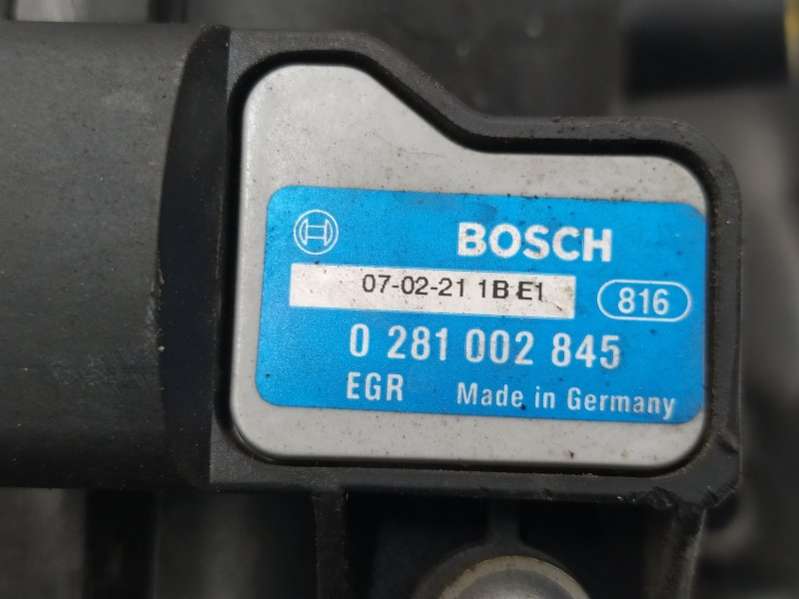 BOSCH
07-02-21 1B E1
816
0 281 002 845
EGR Made in Germany